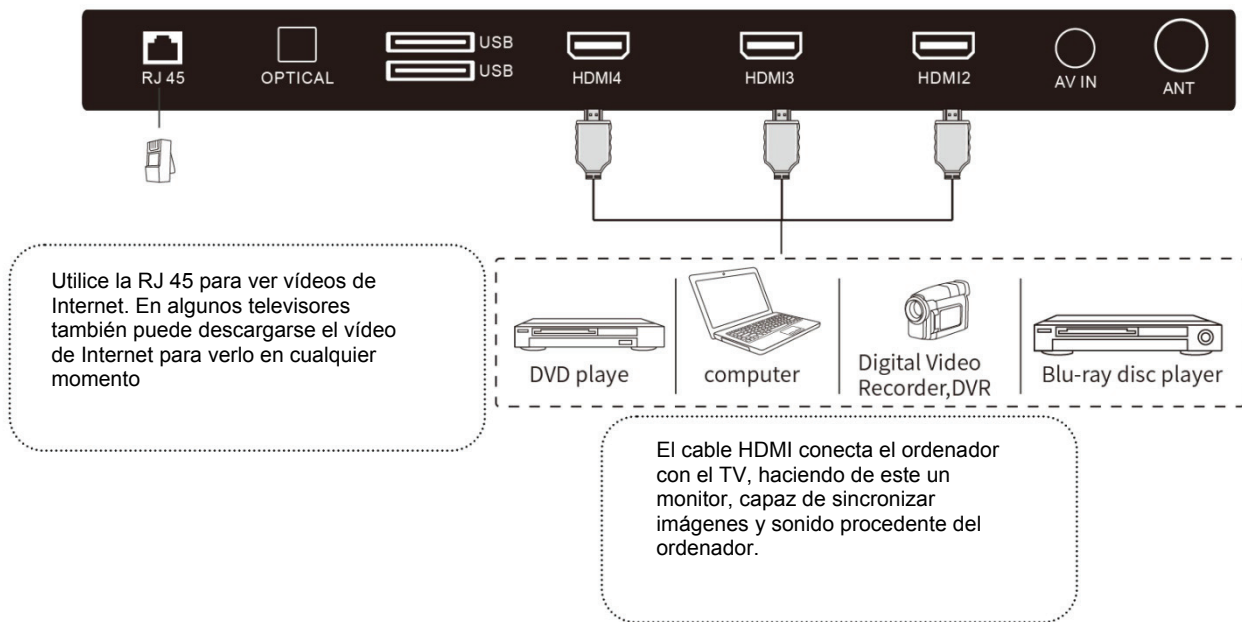 USB
USB
RJ 45
OPTICAL
HDMI4
HDMI3
HDMI2
AV IN
ANT
Utilice la RJ 45 para ver vídeos de
Internet. En algunos televisores
también puede descargarse el vídeo
de Internet para verlo en cualquier
momento
DVD playe
computer
Digital Video
Recorder,DVR
Blu-ray disc player
El cable HDMI conecta el ordenador
con el TV, haciendo de este un
monitor, capaz de sincronizar
imágenes y sonido procedente del
ordenador.